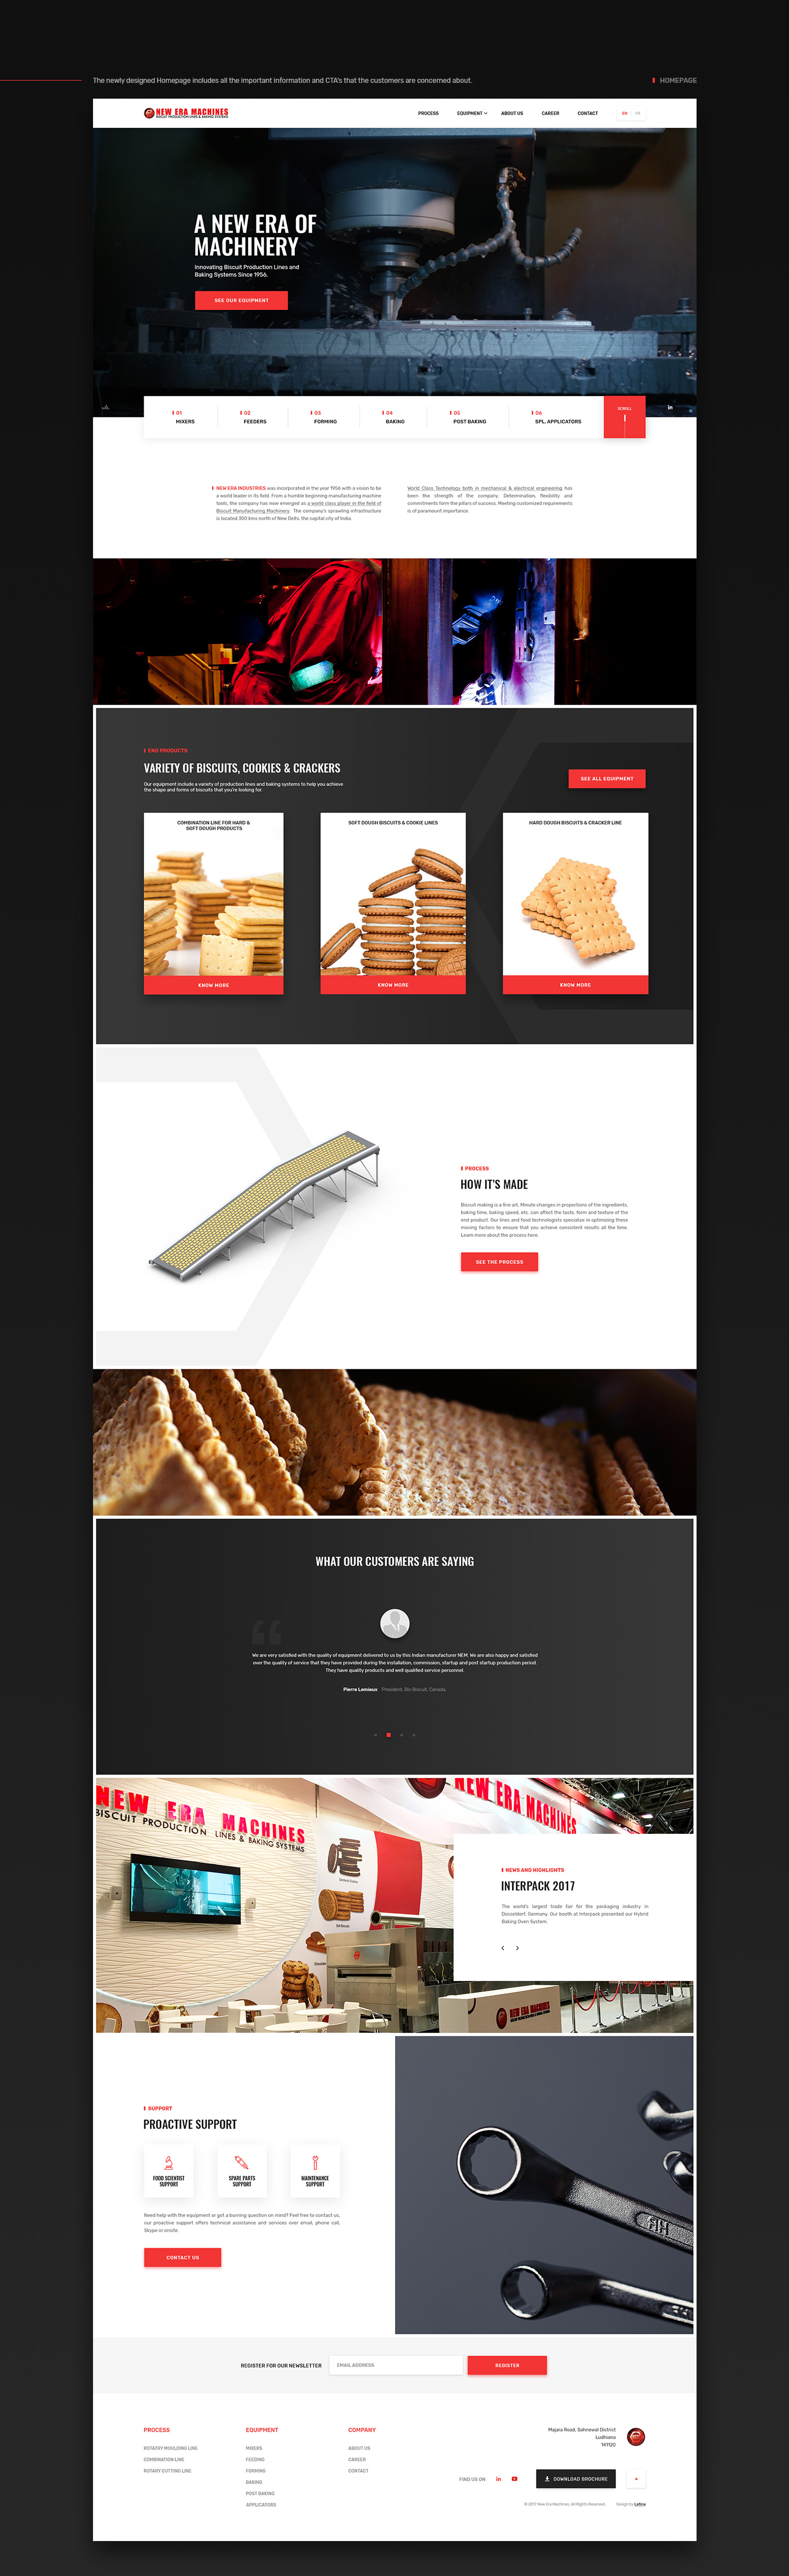 The newly designed Homepage includes all the important information and CTA's that the customers are concerned about.
HOMEPAGE
NEW ERA MACHINES
BISCUIT PRODUCTION LINES & BAKING SYSTEMS
PROCESS EQUIPMENT ABOUT US CAREER CONTACT EN FR
A NEW ERA OF
MACHINERY
Innovating Biscuit Production Lines and
Baking Systems Since 1956.
SEE OUR EQUIPMENT
01 02 03 04 05 06
MIXERS FEEDERS FORMING BAKING POST BAKING SPL. APPLICATORS
SCROLL
NEW ERA INDUSTRIES was incorporated in the year 1956 with a vision to be
a world leader in its field. From a humble beginning manufacturing machine
tools, the company has now emerged as a world class player in the field of
Biscuit Manufacturing Machinery. The company's sprawling infrastructure
is located 300 kms north of New Delhi, the capital city of India.
World Class Technology both in mechanical & electrical engineering has
been the strength of the company. Determination, flexibility and
commitments form the pillars of success. Meeting customized requirements
is of paramount importance.
END PRODUCTS
VARIETY OF BISCUITS, COOKIES & CRACKERS
Our equipment include a variety of production lines and baking systems to help you achieve
the shape and forms of biscuits that you're looking for.
SEE ALL EQUIPMENT
COMBINATION LINE FOR HARD &
SOFT DOUGH PRODUCTS
KNOW MORE
SOFT DOUGH BISCUITS & COOKIE LINES
KNOW MORE
HARD DOUGH BISCUITS & CRACKER LINE
KNOW MORE
PROCESS
HOW IT'S MADE
Biscuit making is a fine art. Minute changes in proportions of the ingredients,
baking time, baking speed, etc. can affect the taste, form and texture of the
end product. Our lines and food technologists specialize in optimizing these
moving factors to ensure that you achieve consistent results all the time.
Learn more about the process here.
SEE THE PROCESS
WHAT OUR CUSTOMERS ARE SAYING
We are very satisfied with the quality of equipment delivered to us by this Indian manufacturer NEM. We are also happy and satisfied
over the quality of service that they have provided during the installation, commission, startup and post startup production period.
They have quality products and well qualified service personnel.
Pierre Lemieux President, Bio Biscuit, Canada.
NEW ERA MACHINES
BISCUIT PRODUCTION LINES & BAKING SYSTEMS
NEW ERA MACHINES
NEWS AND HIGHLIGHTS
INTERPACK 2017
The world's largest trade fair for the packaging industry in
Düsseldorf, Germany. Our booth at Interpack presented our Hybrid
Baking Oven System.
NEW ERA MACHINES
SUPPORT
PROACTIVE SUPPORT
FOOD SCIENTIST
SUPPORT
SPARE PARTS
SUPPORT
MAINTENANCE
SUPPORT
Need help with the equipment or got a burning question on mind? Feel free to contact us,
our proactive support offers technical assistance and services over email, phone call,
Skype or onsite.
CONTACT US
REGISTER FOR OUR NEWSLETTER
EMAIL ADDRESS
REGISTER
PROCESS
ROTATRY MOULDING LINE
COMBINATION LINE
ROTARY CUTTING LINE
EQUIPMENT
MIXERS
FEEDING
FORMING
BAKING
POST BAKING
APPLICATORS
COMPANY
ABOUT US
CAREER
CONTACT
Majara Road, Sahnewal District
Ludhiana
141120
FIND US ON
DOWNLOAD BROCHURE
© 2017 New Era Machines. All Rights Reserved. Design by Letice